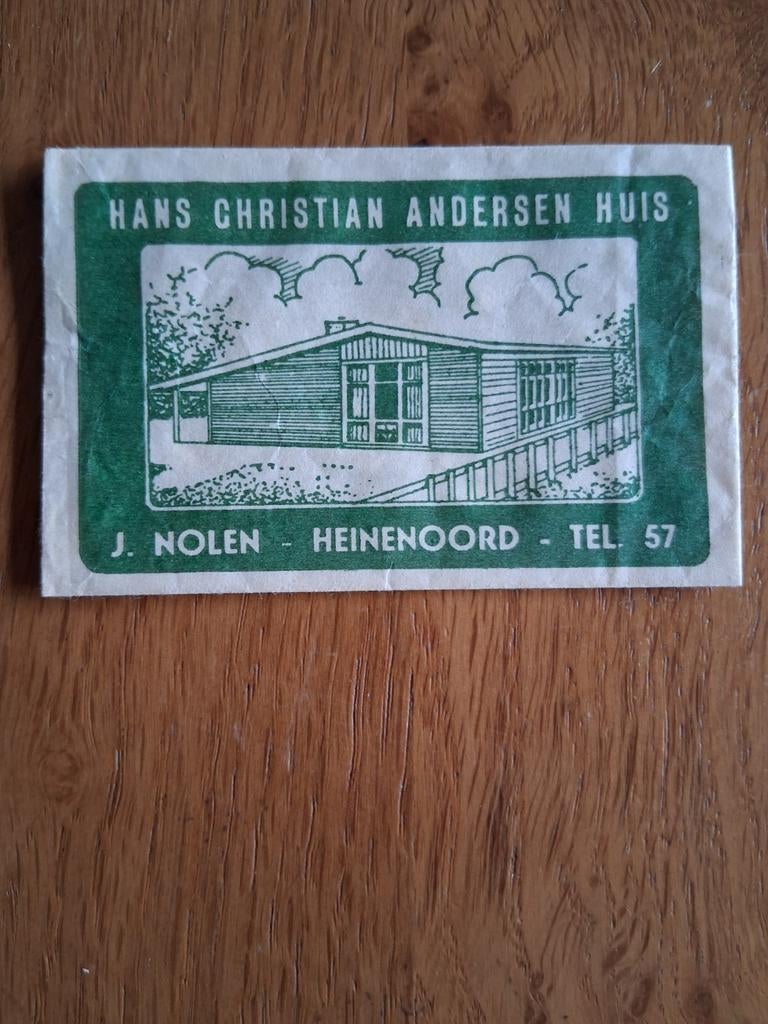 HANS CHRISTIAN ANDERSEN HUIS
J. NOLEN - HEINENOORD - TEL. 57